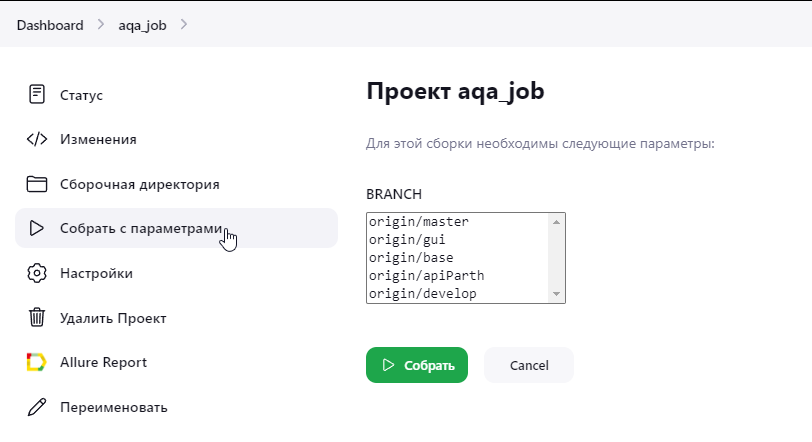 Dashboard
aqa_job
Статус
Изменения
Сборочная директория
Собрать с параметрами
Настройки
Удалить Проект
Allure Report
Переименовать
Проект aqa_job
Для этой сборки необходимы следующие параметры:
BRANCH
origin/master
origin/gui
origin/base
origin/apiParth
origin/develop
Собрать
Cancel